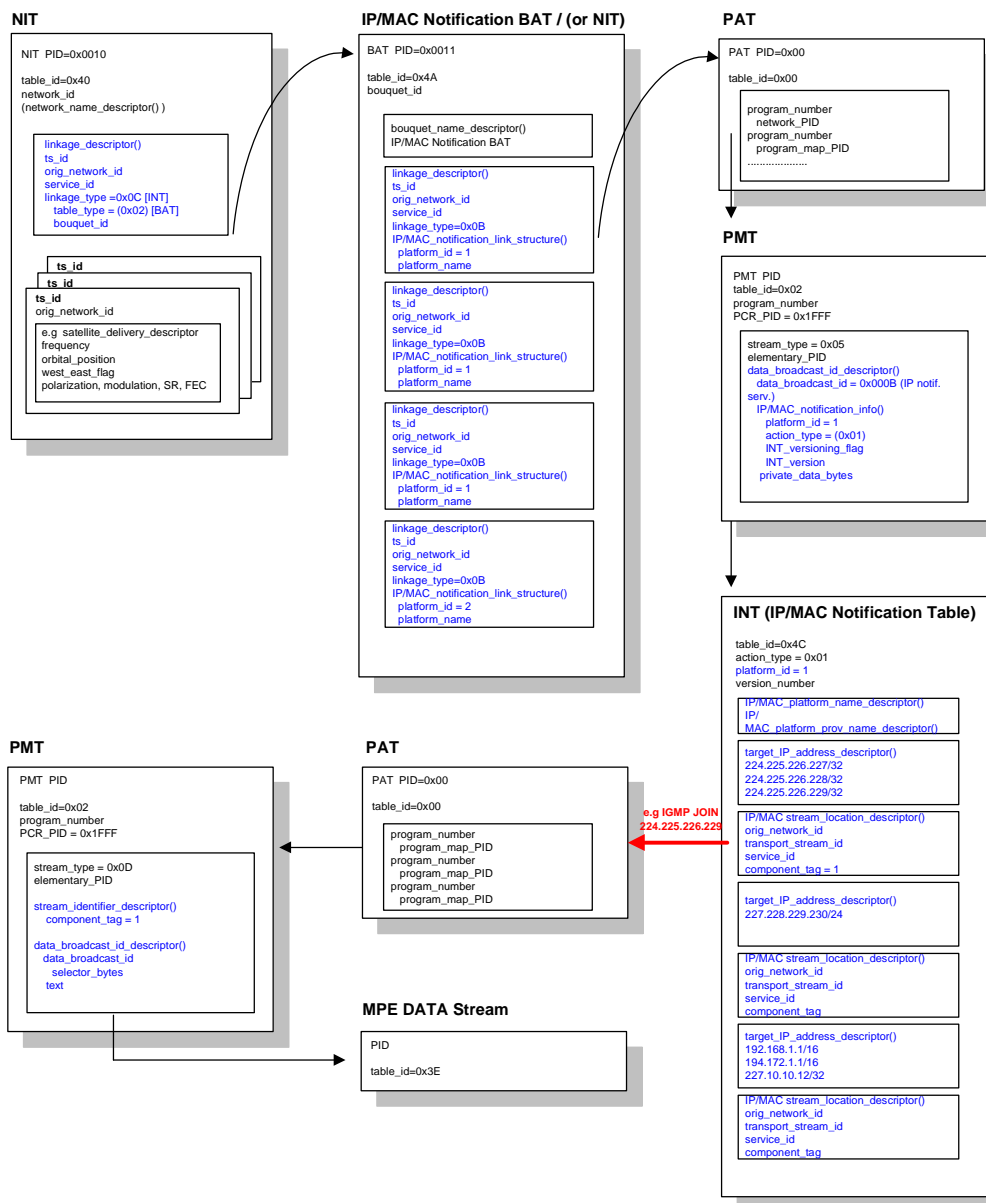 NIT
NIT PID=0x0010
table_id=0x40
network_id
(network_name_descriptor() )
linkage_descriptor()
ts_id
orig_network_id
service_id
linkage_type =0x0C [INT]
table_type = (0x02) [BAT]
bouquet_id
ts_id
ts_id
ts_id
orig_network_id
e.g satellite_delivery_descriptor
frequency
orbital_position
west_east_flag
polarization, modulation, SR, FEC
IP/MAC Notification BAT / (or NIT)
BAT PID=0x0011
table_id=0x4A
bouquet_id
bouquet_name_descriptor()
IP/MAC Notification BAT
linkage_descriptor()
ts_id
orig_network_id
service_id
linkage_type=0x0B
IP/MAC_notification_link_structure()
platform_id = 1
platform_name
linkage_descriptor()
ts_id
orig_network_id
service_id
linkage_type=0x0B
IP/MAC_notification_link_structure()
platform_id = 1
platform_name
linkage_descriptor()
ts_id
orig_network_id
service_id
linkage_type=0x0B
IP/MAC_notification_link_structure()
platform_id = 1
platform_name
linkage_descriptor()
ts_id
orig_network_id
service_id
linkage_type=0x0B
IP/MAC_notification_link_structure()
platform_id = 2
platform_name
PAT
PAT PID=0x00
table_id=0x00
program_number
network_PID
program_number
program_map_PID
....................
PMT
PMT PID
table_id=0x02
program_number
PCR_PID = 0x1FFF
stream_type = 0x05
elementary_PID
data_broadcast_id_descriptor()
data_broadcast_id = 0x000B (IP notif.
serv.)
IP/MAC_notification_info()
platform_id = 1
action_type = (0x01)
INT_versioning_flag
INT_version
private_data_bytes
INT (IP/MAC Notification Table)
table_id=0x4C
action_type = 0x01
platform_id = 1
version_number
IP/MAC_platform_name_descriptor()
IP/
MAC_platform_prov_name_descriptor()
target_IP_address_descriptor()
224.225.226.227/32
224.225.226.228/32
224.225.226.229/32
IP/MAC stream_location_descriptor()
orig_network_id
transport_stream_id
service_id
component_tag = 1
target_IP_address_descriptor()
227.228.229.230/24
IP/MAC stream_location_descriptor()
orig_network_id
transport_stream_id
service_id
component_tag
target_IP_address_descriptor()
192.168.1.1/16
194.172.1.1/16
227.10.10.12/32
IP/MAC stream_location_descriptor()
orig_network_id
transport_stream_id
service_id
component_tag
e.g IGMP JOIN
224.225.226.229
PAT
PAT PID=0x00
table_id=0x00
program_number
program_map_PID
program_number
program_map_PID
program_number
program_map_PID
PMT
PMT PID
table_id=0x02
program_number
PCR_PID = 0x1FFF
stream_type = 0x0D
elementary_PID
stream_identifier_descriptor()
component_tag = 1
data_broadcast_id_descriptor()
data_broadcast_id
selector_bytes
text
MPE DATA Stream
PID
table_id=0x3E